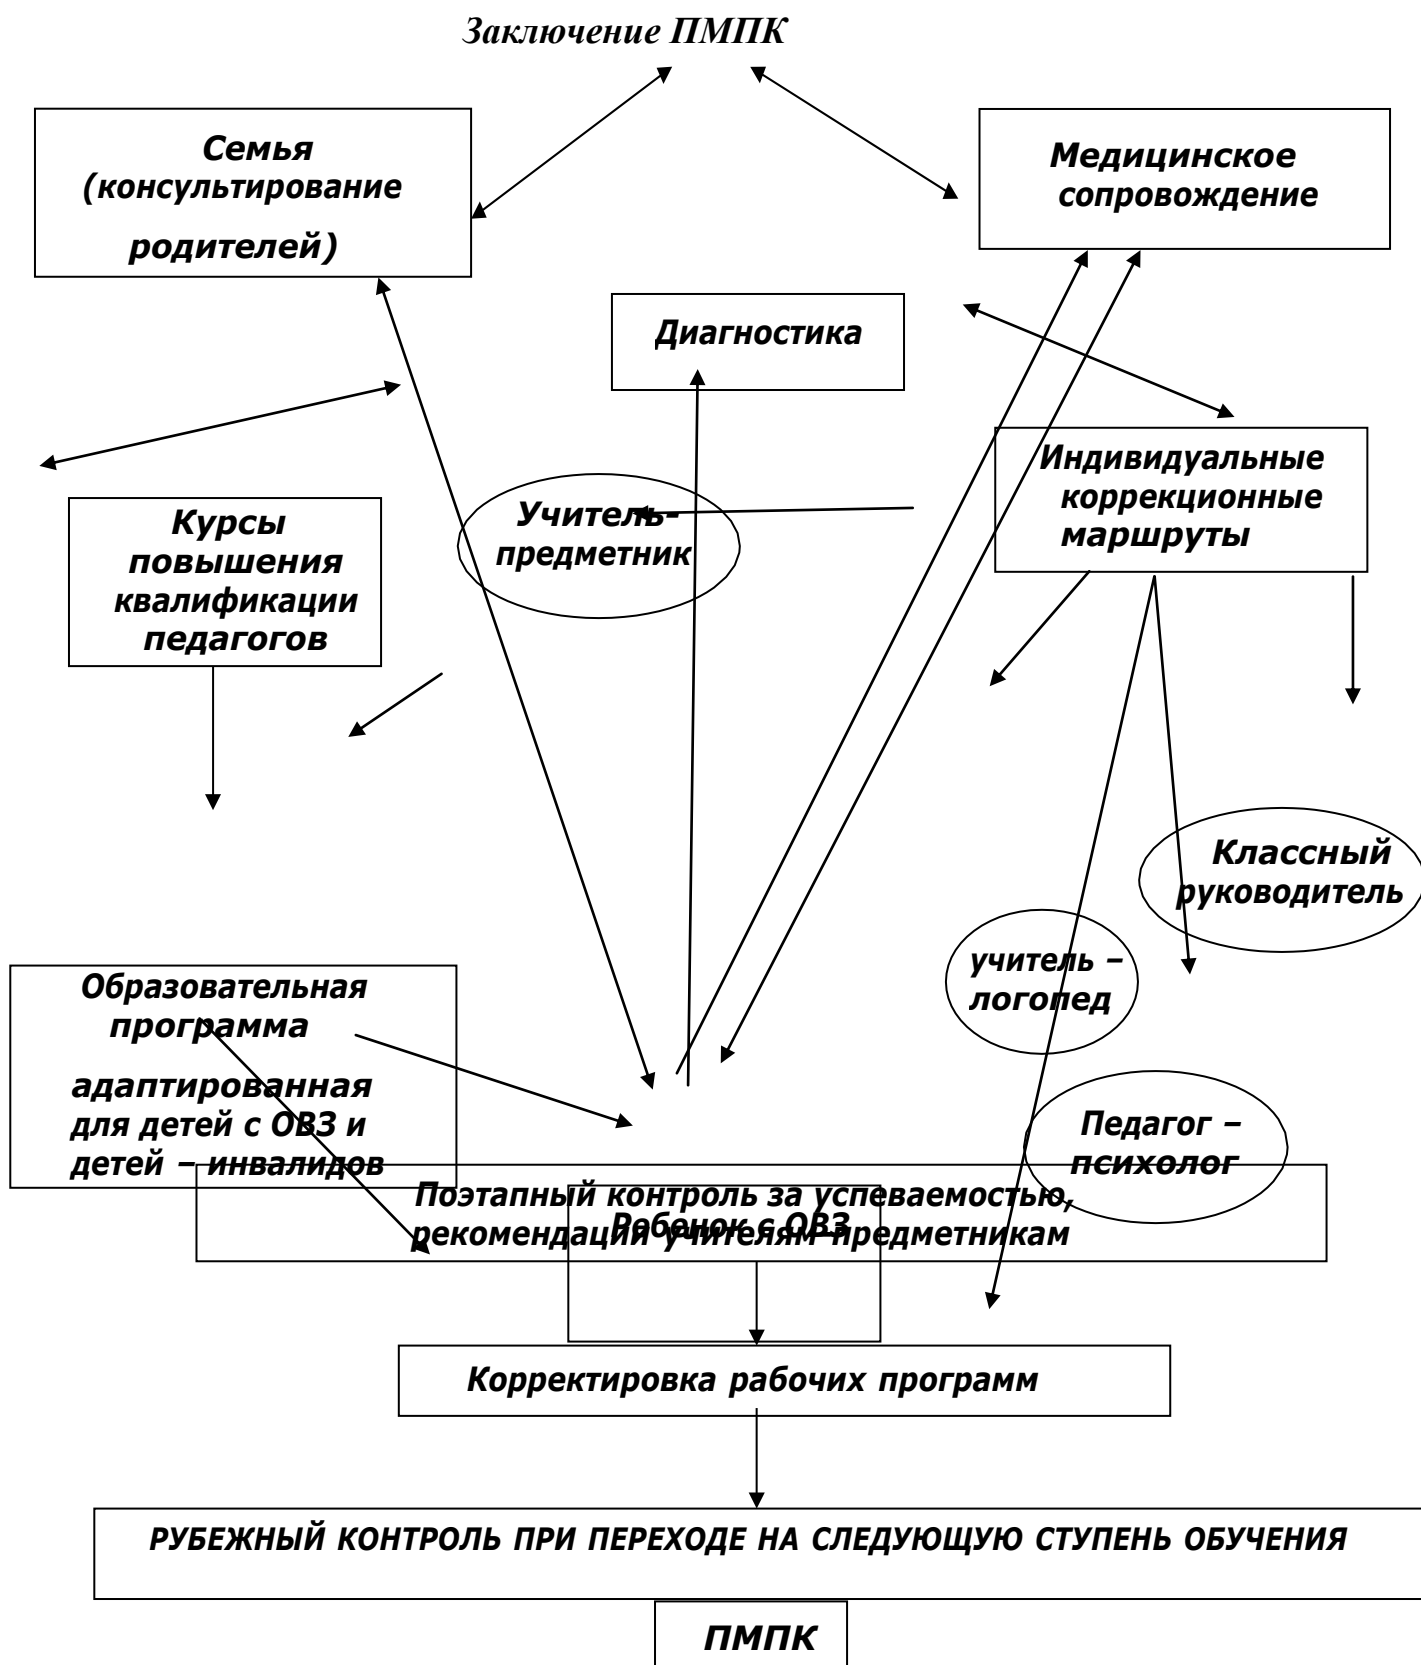 Заключение ПМПК
Семья
(консультирование
родителей)
Медицинское
сопровождение
Диагностика
Индивидуальные
коррекционные
маршруты
Учитель-
предметник
Курсы
повышения
квалификации
педагогов
Классный
руководитель
учитель –
логопед
Образовательная
программа
адаптированная
для детей с ОВЗ и
детей – инвалидов
Педагог –
психолог
Поэтапный контроль за успеваемостью,
рекомендации учителям-предметникам
Ребенок с ОВЗ
Корректировка рабочих программ
РУБЕЖНЫЙ КОНТРОЛЬ ПРИ ПЕРЕХОДЕ НА СЛЕДУЮЩУЮ СТУПЕНЬ ОБУЧЕНИЯ
ПМПК